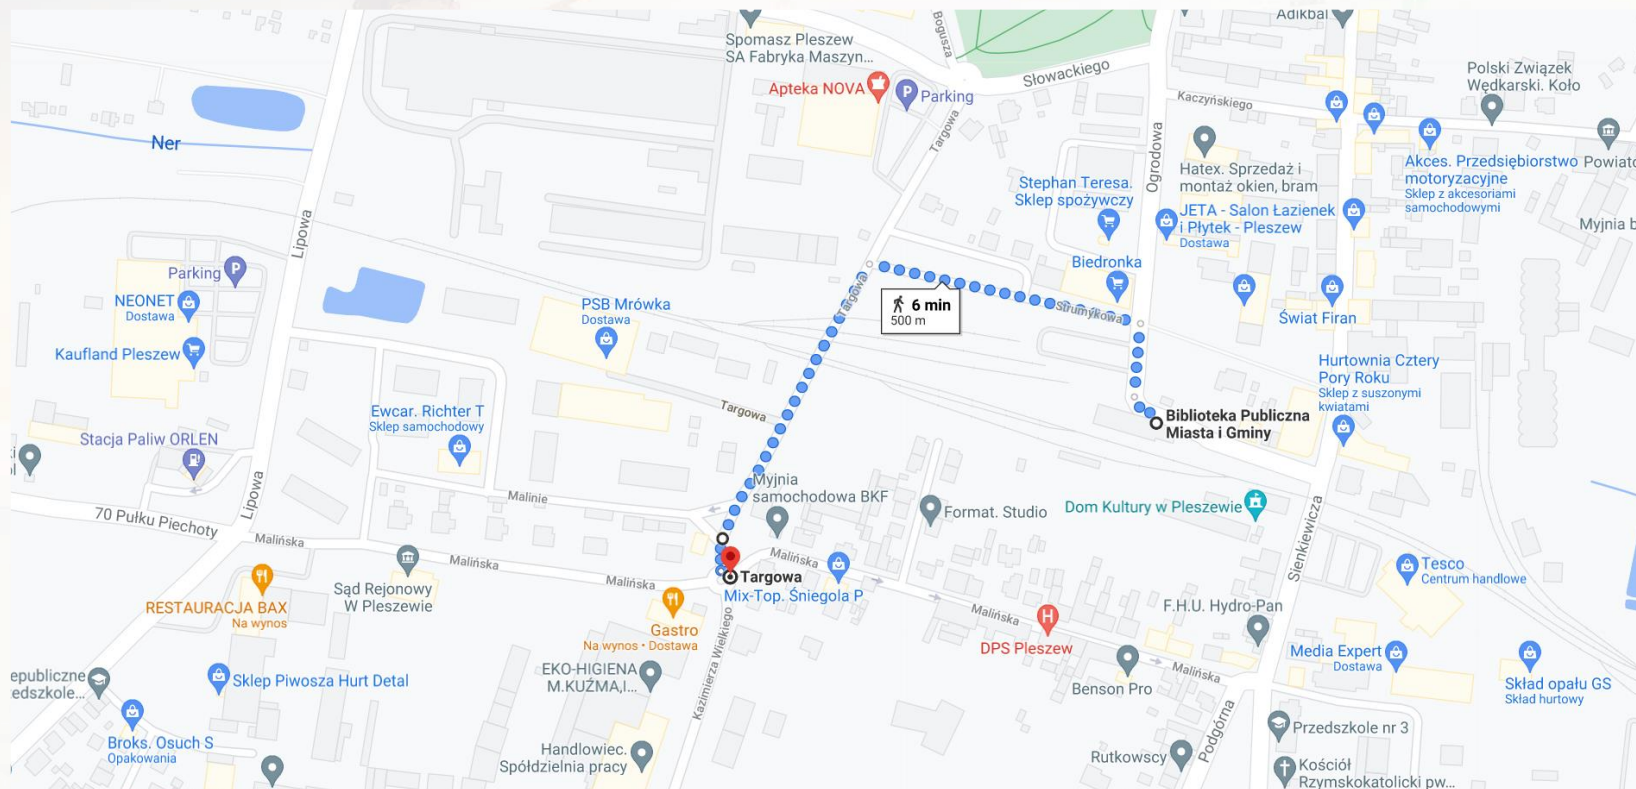 Adikbal
Spomasz Pleszew
SA Fabryka Maszyn...
Bogusza
Słowackiego
Polski Związek
Wędkarski. Koło
Apteka NOVA
Parking
Kaczyńskiego
Targowa
Ner
Ogrodowa
Hatex. Sprzedaż i
montaż okien, bram
Akces. Przedsiębiorstwo
motoryzacyjne
Sklep z akcesoriami
samochodowymi
Powiato
Stephan Teresa.
Sklep spożywczy
JETA - Salon Łazienek
i Płytek - Pleszew
Dostawa
Myjnia b
Lipowa
Parking
Biedronka
NEONET
Dostawa
PSB Mrówka
Dostawa
Targowa
6 min
500 m
Strumykowa
Świat Firan
Kaufland Pleszew
Hurtownia Cztery
Pory Roku
Sklep z suszonymi
kwiatami
Ewcar. Richter T
Sklep samochodowy
Targowa
Biblioteka Publiczna
Miasta i Gminy
Stacja Paliw ORLEN
Lipowa
Malinie
Myjnia
samochodowa BKF
Format. Studio
Dom Kultury w Pleszewie
70 Pułku Piechoty
Malińska
Malińska
Malińska
Malińska
Sienkiewicza
Sąd Rejonowy
W Pleszewie
Targowa
Mix-Top. Śniegola P
Tesco
Centrum handlowe
RESTAURACJA BAX
Na wynos
Gastro
Na wynos • Dostawa
Malińska
F.H.U. Hydro-Pan
DPS Pleszew
Kazimierza Wielkiego
Malińska
Media Expert
Dostawa
epubliczne
edszkole...
Sklep Piwosza Hurt Detal
EKO-HIGIENA
M.KUŹMA,I...
Benson Pro
Skład opału GS
Skład hurtowy
Broks. Osuch S
Opakowania
Handlowiec.
Spółdzielnia pracy
Podgórna
Przedszkole nr 3
Rutkowscy
Kościół
Rzymskokatolicki pw...